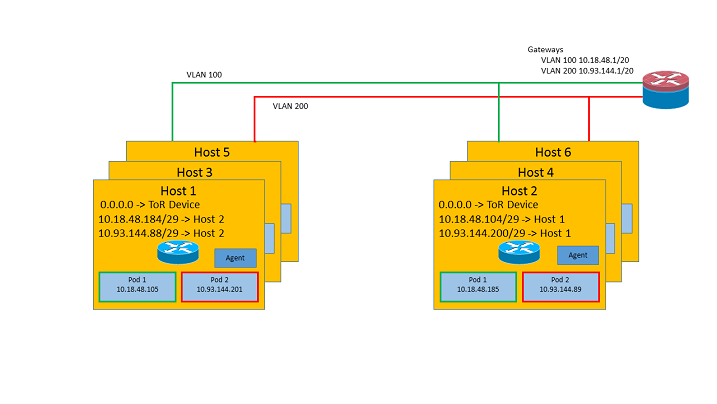 Gateways
VLAN 100 10.18.48.1/20
VLAN 200 10.93.144.1/20
VLAN 100
VLAN 200
Host 5
Host 3
Host 1
0.0.0.0 -> ToR Device
10.18.48.184/29 -> Host 2
10.93.144.88/29 -> Host 2
Agent
Pod 1
10.18.48.105
Pod 2
10.93.144.201
Host 6
Host 4
Host 2
0.0.0.0 -> ToR Device
10.18.48.104/29 -> Host 1
10.93.144.200/29 -> Host 1
Agent
Pod 1
10.18.48.185
Pod 2
10.93.144.89